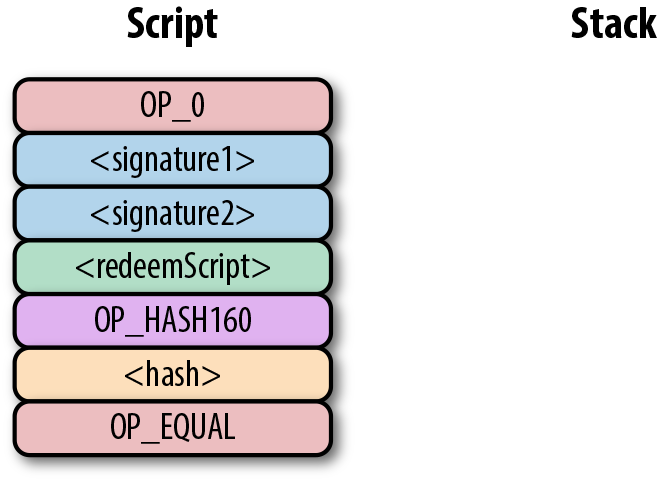 Script Stack
OP_0
<signature1>
<signature2>
<redeemScript>
OP_HASH160
<hash>
OP_EQUAL